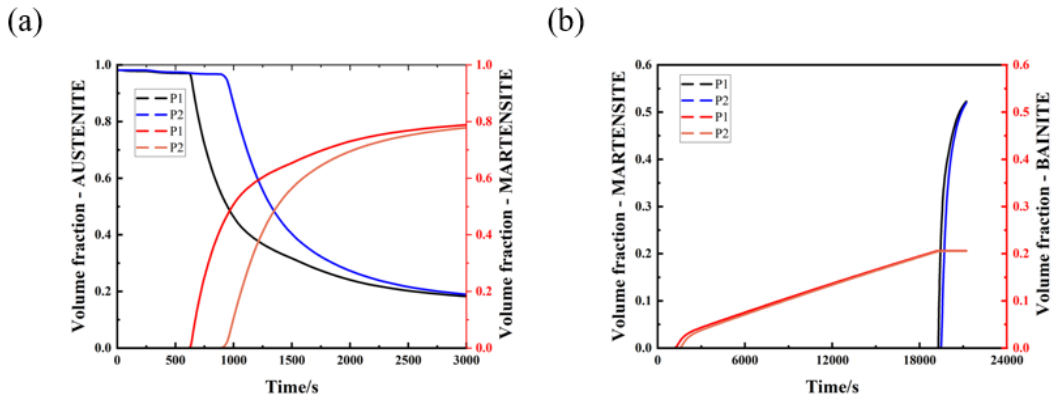 (a)
Volume fraction - AUSTENITE
1.0
0.8
0.6
0.4
0.2
0.0
P1
P2
P1
P2
1.0
0.8
0.6
0.4
0.2
0.0
Volume fraction - MARTENSITE
0 500 1000 1500 2000 2500 3000
Time/s
(b)
Volume fraction - MARTENSITE
0.6
0.5
0.4
0.3
0.2
0.1
0.0
P1
P2
P1
P2
0.6
0.5
0.4
0.3
0.2
0.1
0.0
Volume fraction - BAINITE
0 6000 12000 18000 24000
Time/s